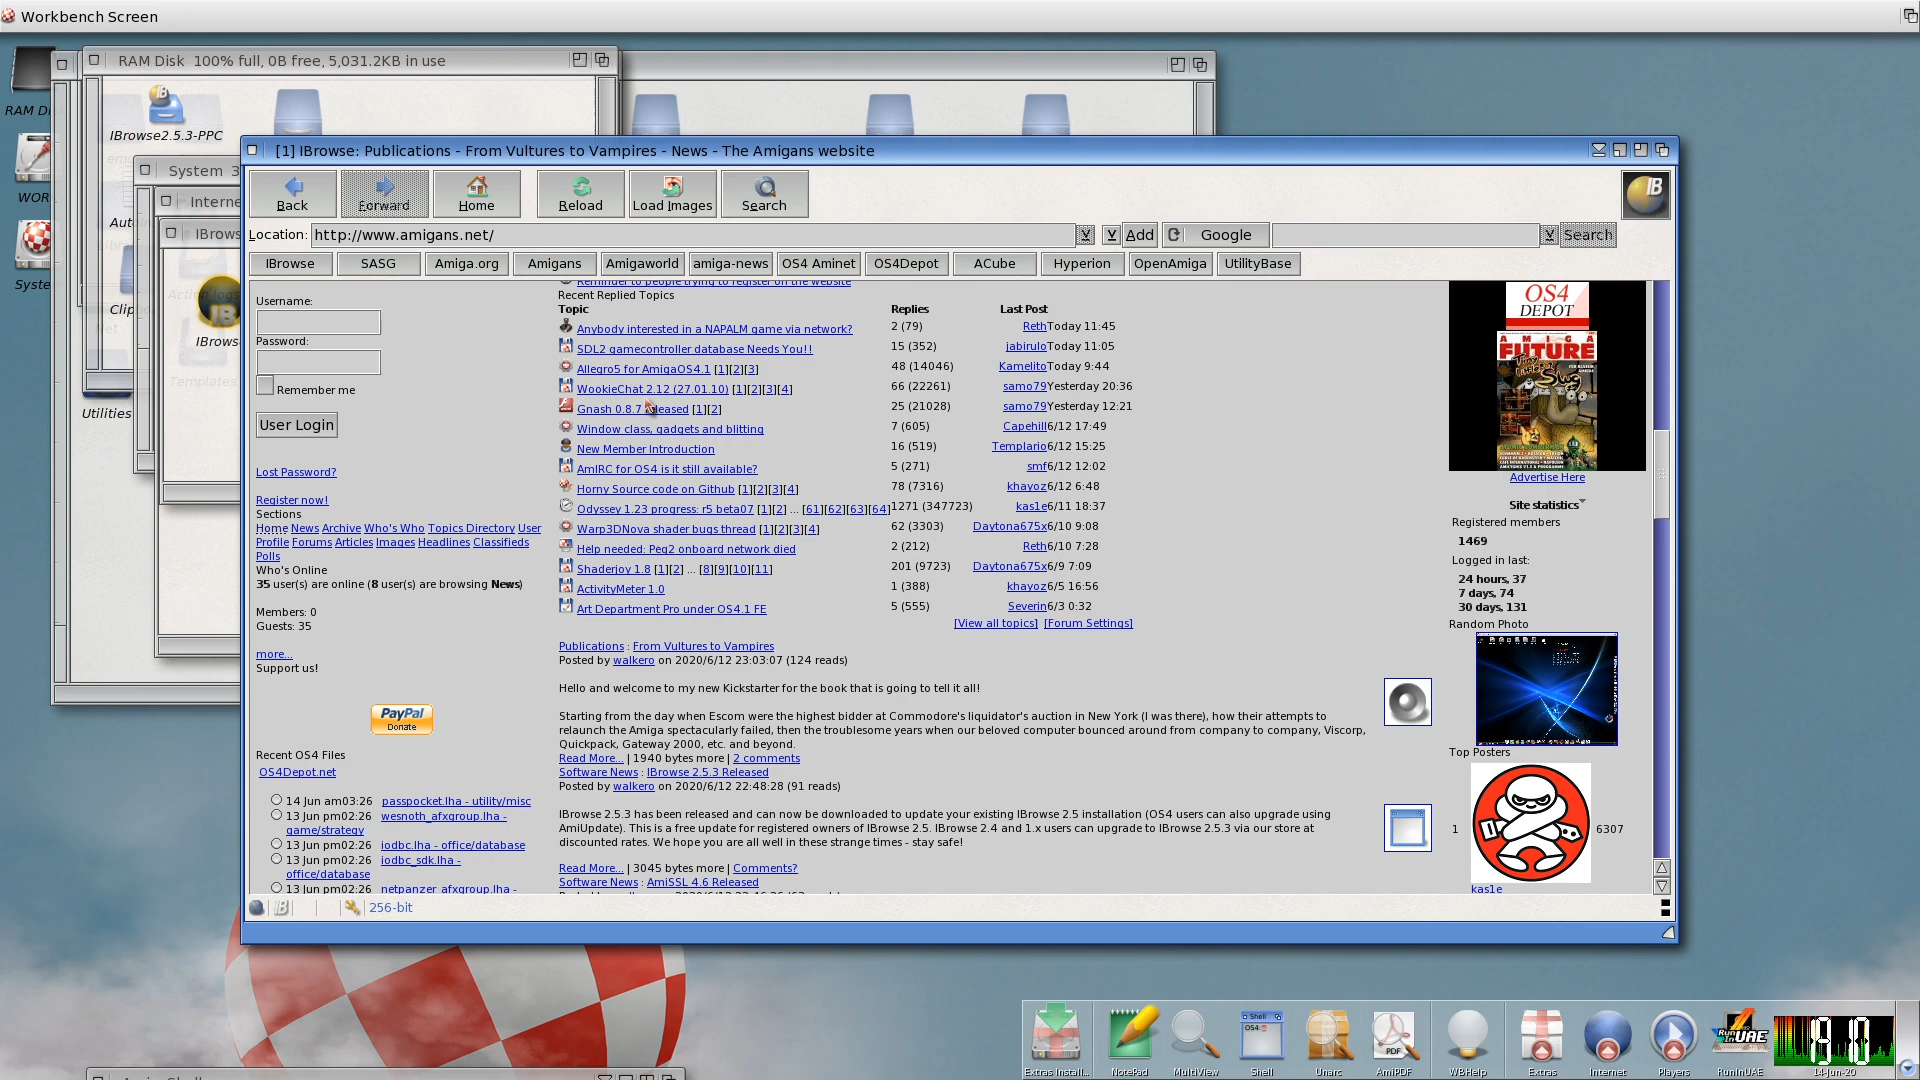 Workbench Screen
RAM Disk  100% full, 0B free, 5,031.2KB in use
IBrowse2.5.3-PPC
System
Interne
IBrows
Utilities
[1] IBrowse: Publications - From Vultures to Vampires - News - The Amigans website
Back
Forward
Home
Reload
Load Images
Search
Location: http://www.amigans.net/
Add
Google
Search
IBrowse SASG Amiga.org Amigans Amigaworld amiga-news OS4 Aminet OS4Depot ACube Hyperion OpenAmiga UtilityBase
Username:
Password:
Remember me
User Login
Lost Password?
Register now!
Sections
Home News Archive Who's Who Topics Directory User
Profile Forums Articles Images Headlines Classifieds
Polls
Who's Online
35 user(s) are online (8 user(s) are browsing News)
Members: 0
Guests: 35
more...
Support us!
PayPal
Donate
Recent OS4 Files
OS4Depot.net
14 Jun am03:26 passpocket.lha - utility/misc
13 Jun pm02:26 wesnoth_afxgroup.lha -
game/strategy
13 Jun pm02:26 iodbc.lha - office/database
13 Jun pm02:26 iodbc_sdk.lha -
office/database
13 Jun pm02:26 netpanzer_afxgroup.lha -
Reminder to people trying to register on the website
Recent Replied Topics
Topic Replies Last Post
Anybody interested in a NAPALM game via network? 2 (79) Reth Today 11:45
SDL2 gamecontroller database Needs You!! 15 (352) jabirulo Today 11:05
Allegro5 for AmigaOS4.1 [1][2][3] 48 (14046) Kamelito Today 9:44
WookieChat 2.12 (27.01.10) [1][2][3][4] 66 (22261) samo79 Yesterday 20:36
Gnash 0.8.7 released [1][2] 25 (21028) samo79 Yesterday 12:21
Window class, gadgets and blitting 7 (605) Capehill 6/12 17:49
New Member Introduction 16 (519) Templario 6/12 15:25
AmIRC for OS4 is it still available? 5 (271) smf 6/12 12:02
Horny Source code on Github [1][2][3][4] 78 (7316) khayoz 6/12 6:48
Odyssey 1.23 progress: r5 beta07 [1][2] ... [61][62][63][64] 1271 (347723) kas1e 6/11 18:37
Warp3DNova shader bugs thread [1][2][3][4] 62 (3303) Daytona675x 6/10 9:08
Help needed: Peg2 onboard network died 2 (212) Reth 6/10 7:28
Shaderjoy 1.8 [1][2] ... [8][9][10][11] 201 (9723) Daytona675x 6/9 7:09
ActivityMeter 1.0 1 (388) khayoz 6/5 16:56
Art Department Pro under OS4.1 FE 5 (555) Severin 6/3 0:32
[View all topics] [Forum Settings]
Publications : From Vultures to Vampires
Posted by walkero on 2020/6/12 23:03:07 (124 reads)
Hello and welcome to my new Kickstarter for the book that is going to tell it all!
Starting from the day when Escom were the highest bidder at Commodore's liquidator's auction in New York (I was there), how their attempts to
relaunch the Amiga spectacularly failed, then the troublesome years when our beloved computer bounced around from company to company, Viscorp,
Quickpack, Gateway 2000, etc. and beyond.
Read More... | 1940 bytes more | 2 comments
Software News : IBrowse 2.5.3 Released
Posted by walkero on 2020/6/12 22:48:28 (91 reads)
IBrowse 2.5.3 has been released and can now be downloaded to update your existing IBrowse 2.5 installation (OS4 users can also upgrade using
AmiUpdate). This is a free update for registered owners of IBrowse 2.5. IBrowse 2.4 and 1.x users can upgrade to IBrowse 2.5.3 via our store at
discounted rates. We hope you are all well in these strange times - stay safe!
Read More... | 3045 bytes more | Comments?
Software News : AmiSSL 4.6 Released
OS4
DEPOT
AMIGA
FUTURE
Advertise Here
Site statistics
Registered members
1469
Logged in last:
24 hours, 37
7 days, 74
30 days, 131
Random Photo
Top Posters
1 6307
kas1e
256-bit
Extras Install... NotePad MultiView Shell Unarc AmiPDF WBHelp Extras Internet Players RunInUAE 14-Jun-20